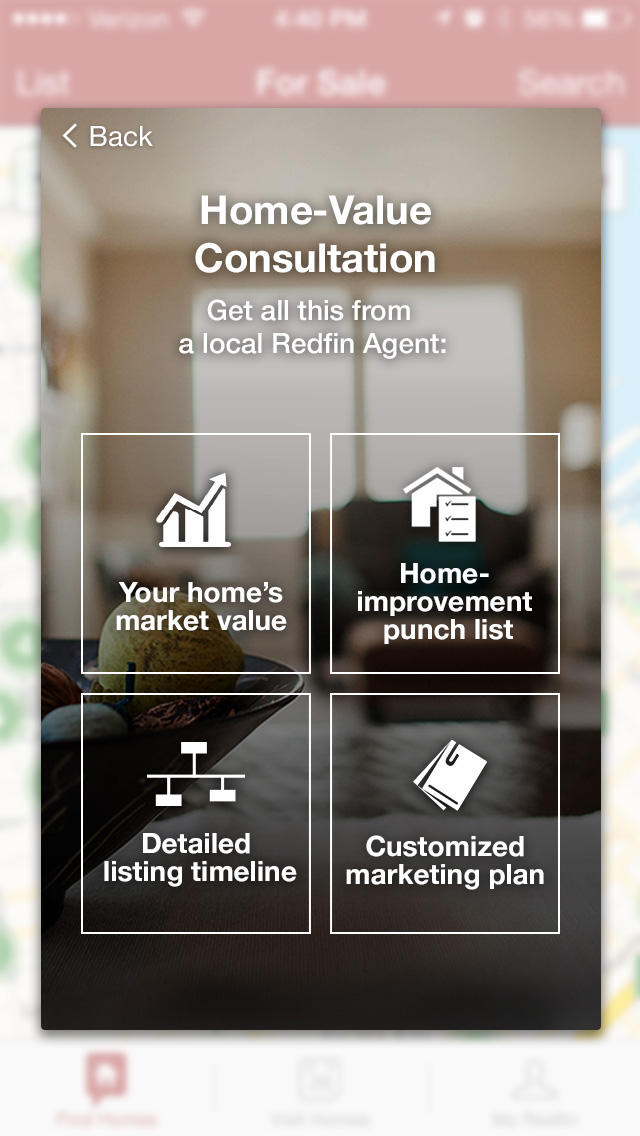 Verizon 4:40 PM 56%
List For Sale Search
Back
Home-Value
Consultation
Get all this from
a local Redfin Agent:
Your home's
market value
Home-
improvement
punch list
Detailed
listing timeline
Customized
marketing plan
Find Homes Visit Homes My Redfin